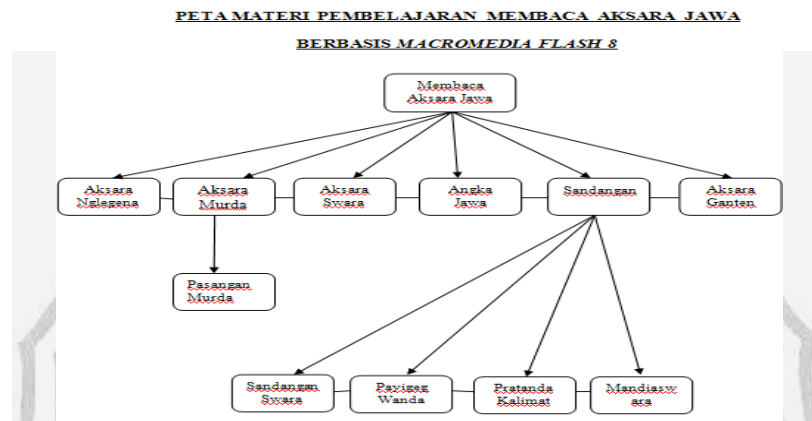 PETA MATERI PEMBELAJARAN MEMBACA AKSARA JAWA
BERBASIS MACROMEDIA FLASH 8
Membaca
Aksara Jawa
Aksara
Nglegena
Aksara
Murda
Aksara
Swara
Angka
Jawa
Sandangan
Aksara
Ganten
Pasangan
Murda
Sandangan
Swara
Payigeg
Wanda
Pratanda
Kalimat
Mandiasw
ara